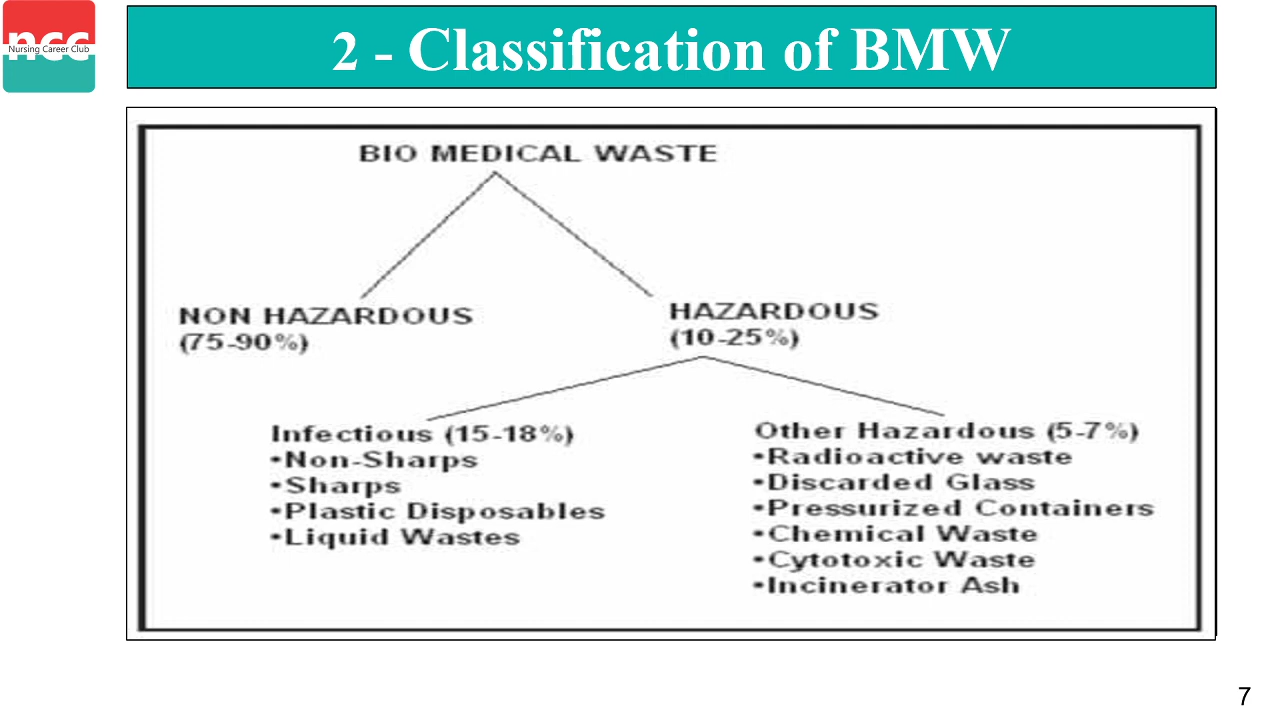 ncc
Nursing Career Club
2 - Classification of BMW
BIO MEDICAL WASTE
NON HAZARDOUS
(75-90%)
HAZARDOUS
(10-25%)
Infectious (15-18%)
•Non-Sharps
•Sharps
•Plastic Disposables
•Liquid Wastes
Other Hazardous (5-7%)
•Radioactive waste
•Discarded Glass
•Pressurized Containers
•Chemical Waste
•Cytotoxic Waste
•Incinerator Ash
7